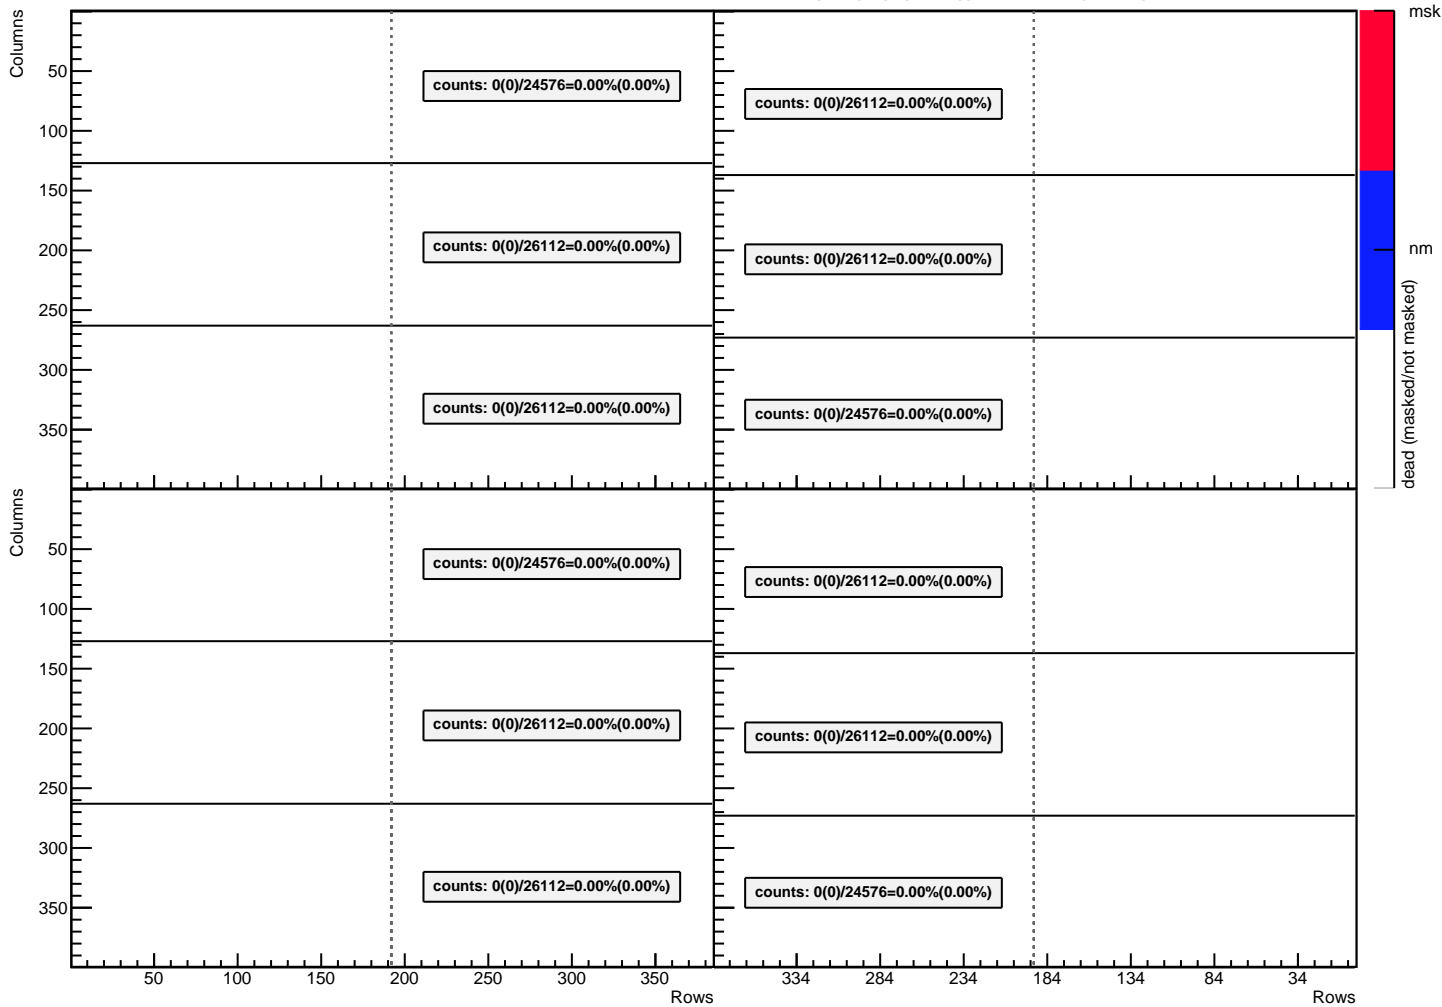 Columns
50
100
150
200
250
300
350
counts: 0(0)/24576=0.00%(0.00%)
counts: 0(0)/26112=0.00%(0.00%)
counts: 0(0)/26112=0.00%(0.00%)
counts: 0(0)/26112=0.00%(0.00%)
counts: 0(0)/26112=0.00%(0.00%)
counts: 0(0)/24576=0.00%(0.00%)
msk
nm
dead (masked/not masked)
Columns
50
100
150
200
250
300
350
counts: 0(0)/24576=0.00%(0.00%)
counts: 0(0)/26112=0.00%(0.00%)
counts: 0(0)/26112=0.00%(0.00%)
counts: 0(0)/26112=0.00%(0.00%)
counts: 0(0)/26112=0.00%(0.00%)
counts: 0(0)/24576=0.00%(0.00%)
50 100 150 200 250 300 350
Rows
334 284 234 184 134 84 34
Rows